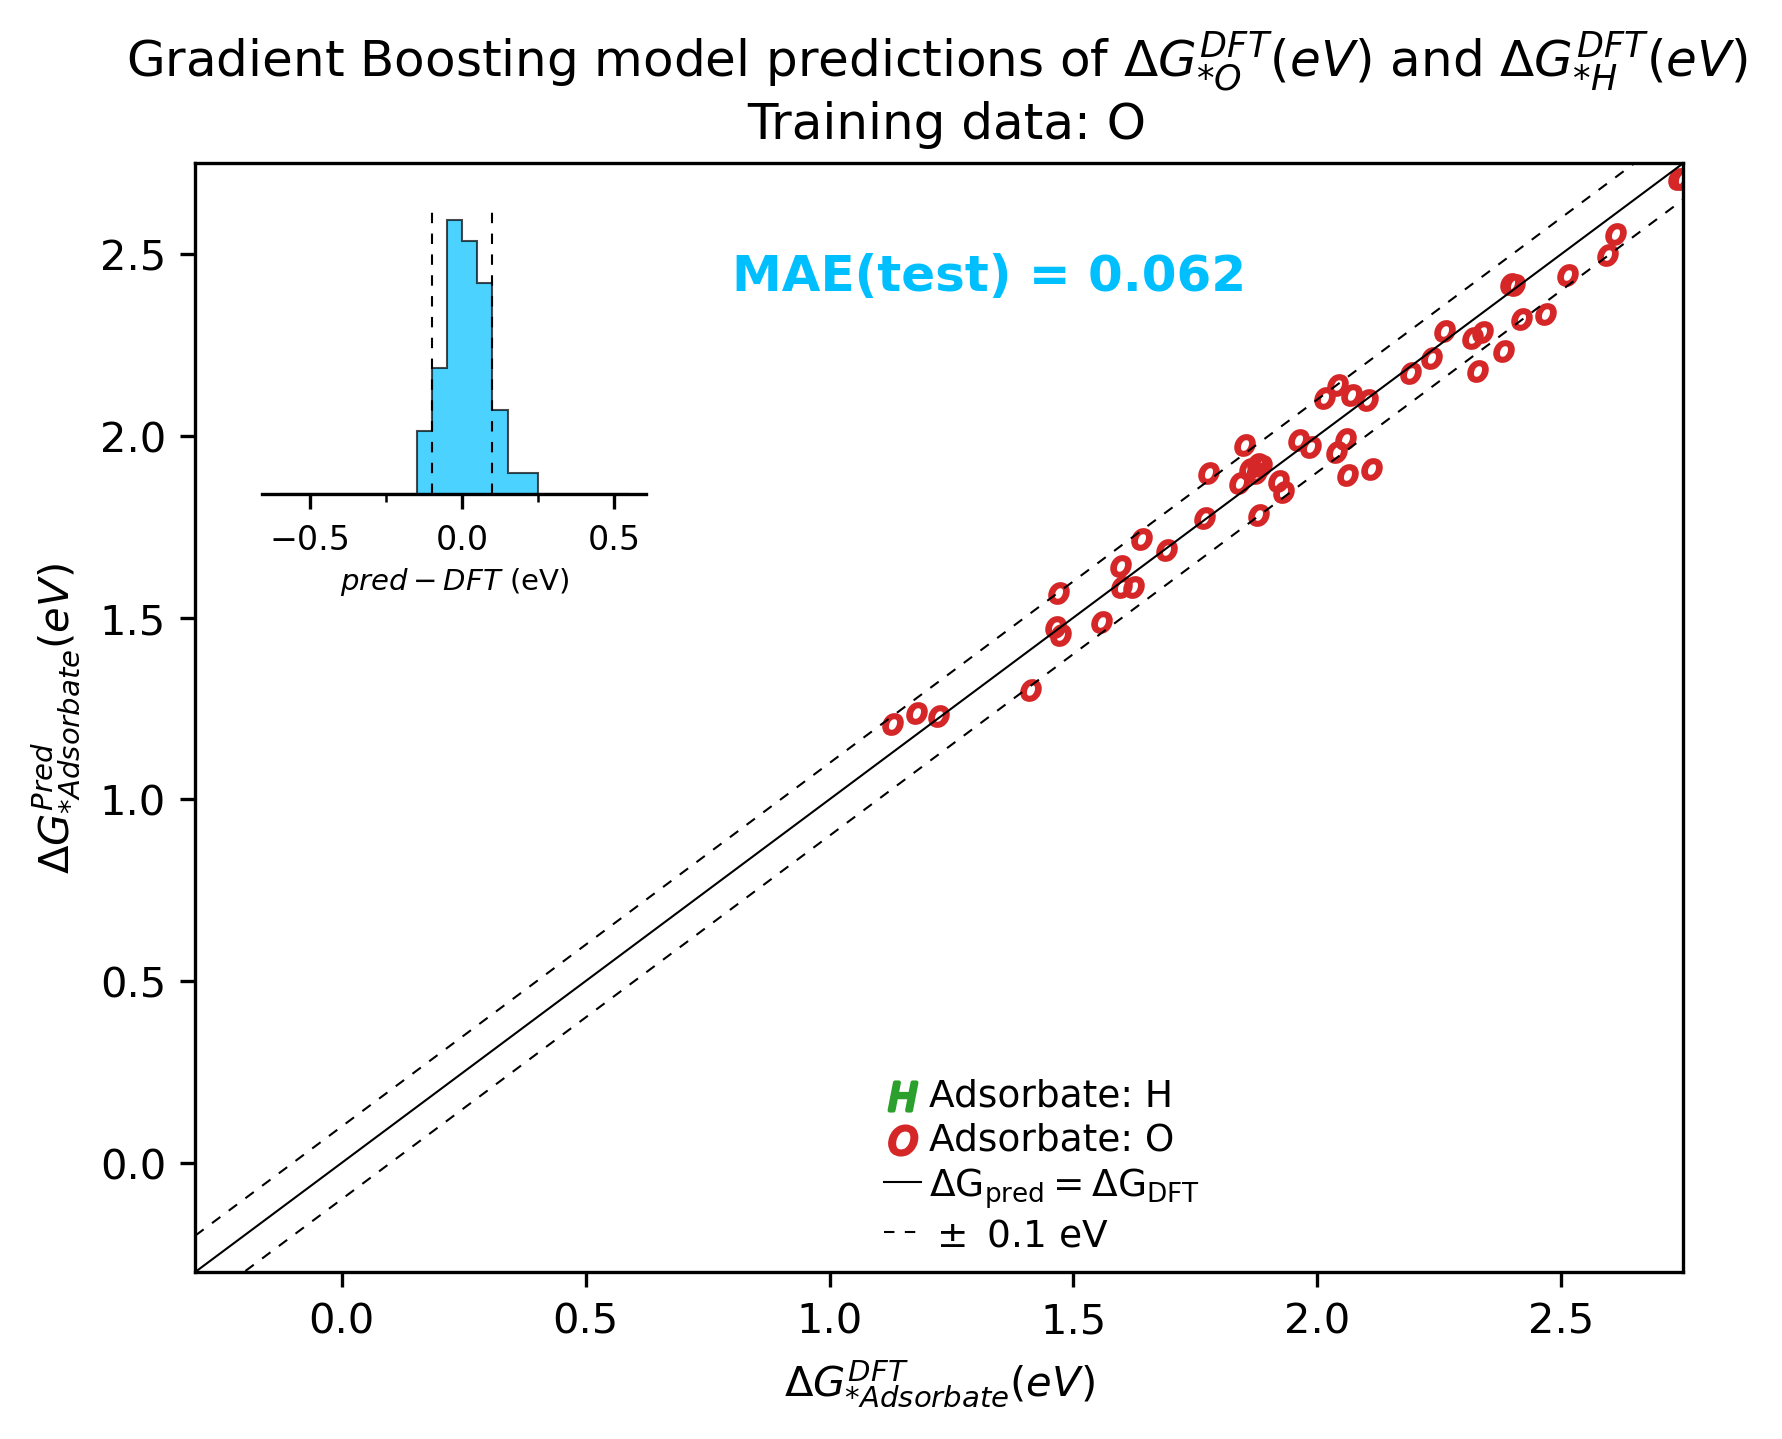 Gradient Boosting model predictions of ΔG*O^DFT(eV) and ΔG*H^DFT(eV)
Training data: O
MAE(test) = 0.062
−0.5 0.0 0.5
pred − DFT (eV)
ΔG*Adsorbate^Pred(eV)
2.5
2.0
1.5
1.0
0.5
0.0
H Adsorbate: H
O Adsorbate: O
ΔGpred = ΔGDFT
± 0.1 eV
0.0 0.5 1.0 1.5 2.0 2.5
ΔG*Adsorbate^DFT(eV)